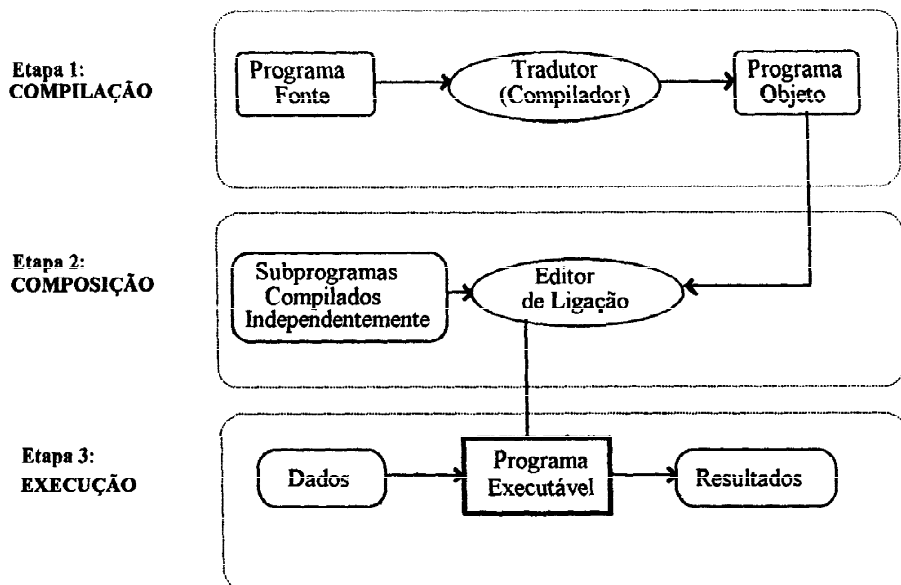 Etapa 1:
COMPILAÇÃO
Programa
Fonte
Tradutor
(Compilador)
Programa
Objeto
Etapa 2:
COMPOSIÇÃO
Subprogramas
Compilados
Independentemente
Editor
de Ligação
Etapa 3:
EXECUÇÃO
Dados
Programa
Executável
Resultados